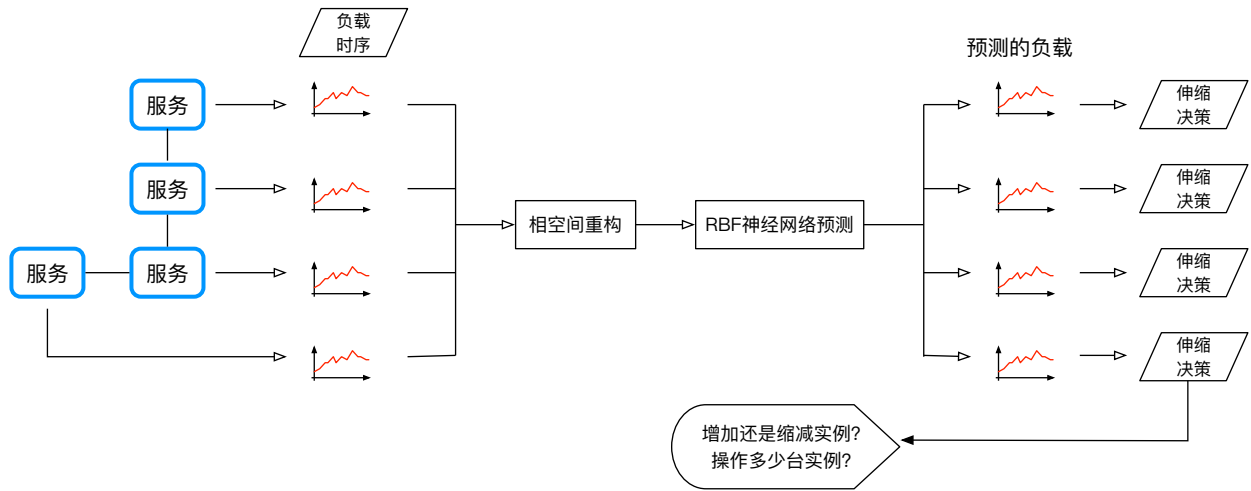 负载
时序
预测的负载
服务
伸缩
决策
服务
伸缩
决策
相空间重构
RBF神经网络预测
服务
服务
伸缩
决策
伸缩
决策
增加还是缩减实例?
操作多少台实例?